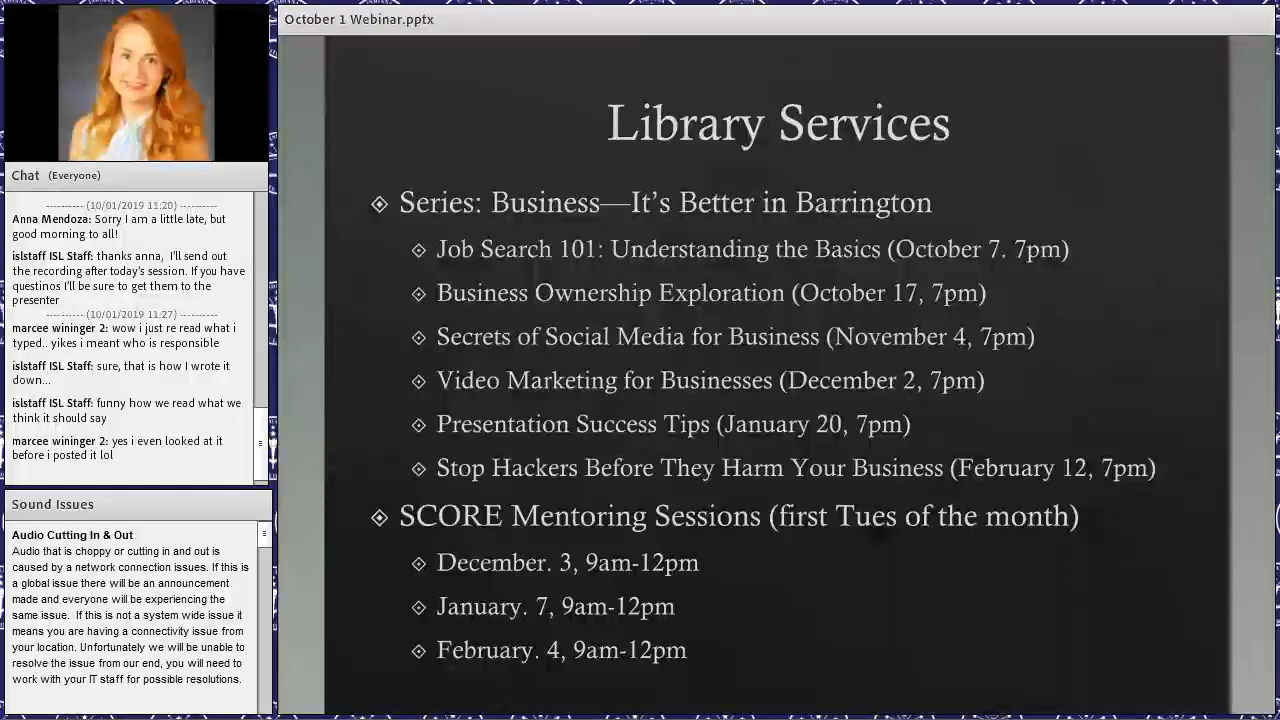 October 1 Webinar.pptx
Chat (Everyone)
---------- (10/01/2019 11:20) ----------
Anna Mendoza: Sorry I am a little late, but
good morning to all!
islstaff ISL Staff: thanks anna, I'll send out
the recording after today's session. If you have
questinos I'll be sure to get them to the
presenter
---------- (10/01/2019 11:27) ----------
marcee wininger 2: wow i just re read what i
typed.. yikes i meant who is responsible
islstaff ISL Staff: sure, that is how I wrote it
down...
islstaff ISL Staff: funny how we read what we
think it should say
marcee wininger 2: yes i even looked at it
before i posted it lol
Sound Issues
Audio Cutting In & Out
Audio that is choppy or cutting in and out is
caused by a network connection issues. If this is
a global issue there will be an announcement
made and everyone will be experiencing the
same issue. If this is not a system wide issue it
means you are having a connectivity issue from
your location. Unfortunately we will be unable to
resolve the issue from our end, you will need to
work with your IT staff for possible resolutions.
Library Services
Series: Business—It's Better in Barrington
Job Search 101: Understanding the Basics (October 7. 7pm)
Business Ownership Exploration (October 17, 7pm)
Secrets of Social Media for Business (November 4, 7pm)
Video Marketing for Businesses (December 2, 7pm)
Presentation Success Tips (January 20, 7pm)
Stop Hackers Before They Harm Your Business (February 12, 7pm)
SCORE Mentoring Sessions (first Tues of the month)
December. 3, 9am-12pm
January. 7, 9am-12pm
February. 4, 9am-12pm